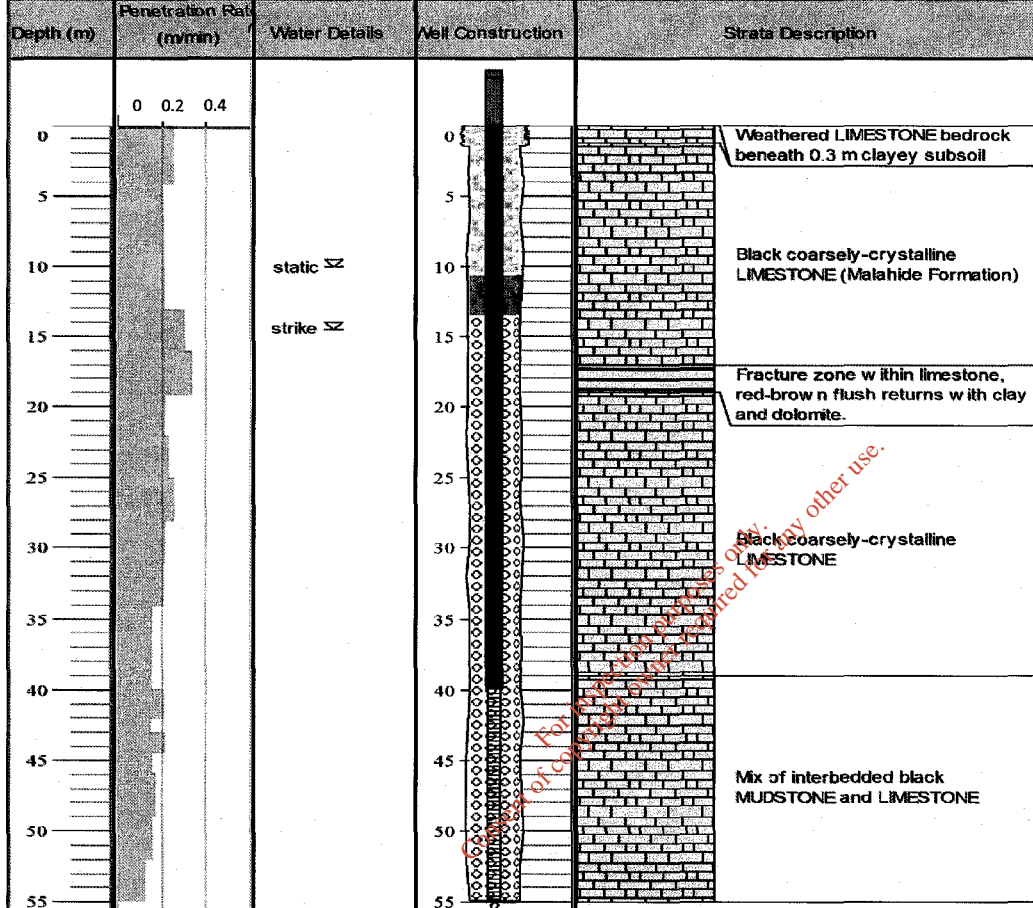 Depth (m)
Penetration Rat
(m/min)
Water Details
Well Construction
Strata Description
0 0.2 0.4
0
5
10
15
20
25
30
35
40
45
50
55
static
strike
0
5
10
15
20
25
30
35
40
45
50
55
Weathered LIMESTONE bedrock
beneath 0.3 m clayey subsoil
Black coarsely-crystalline
LIMESTONE (Malahide Formation)
Fracture zone within limestone,
red-brown flush returns with clay
and dolomite.
Black coarsely-crystalline
LIMESTONE
Mix of interbedded black
MUDSTONE and LIMESTONE
For inspection purposes only.
Consent of copyright owner required for any other use.